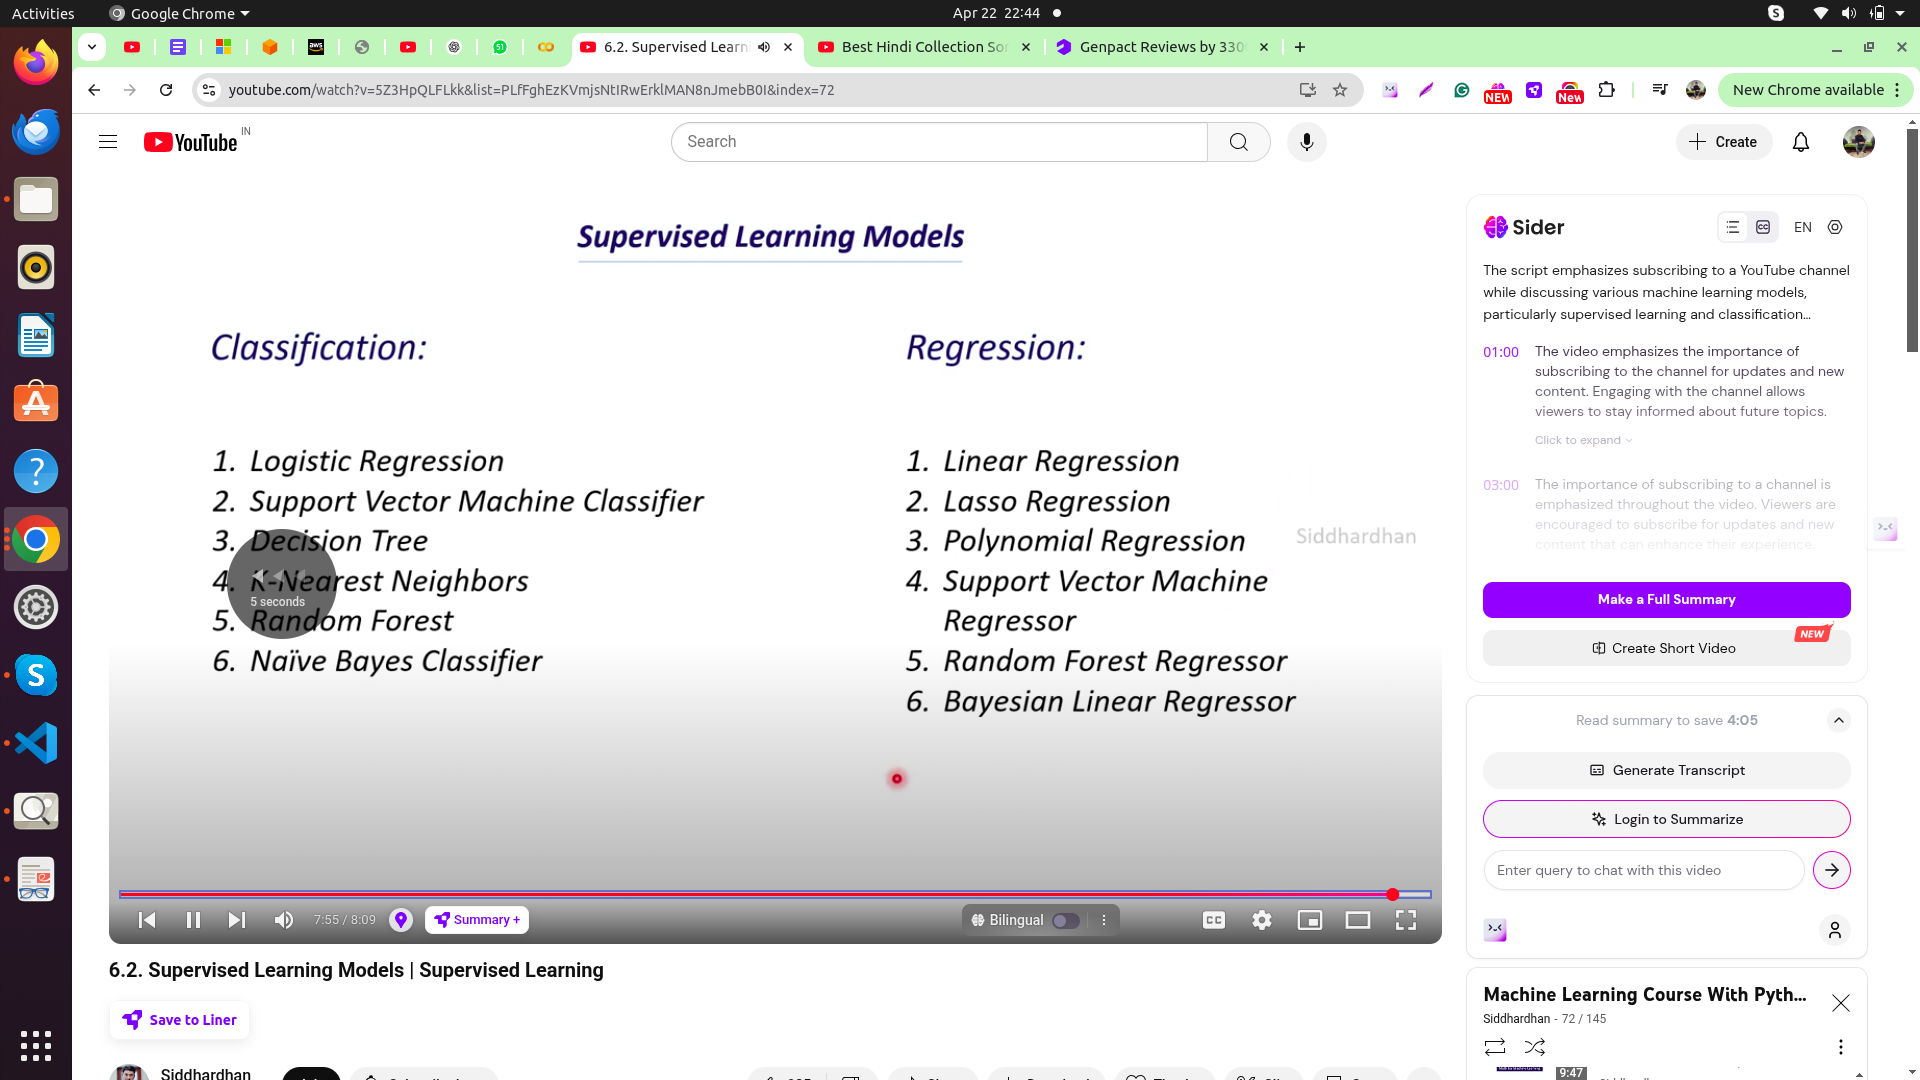 Activities
Google Chrome
Apr 22 22:44
6.2. Supervised Learn
Best Hindi Collection So
Genpact Reviews by 330
youtube.com/watch?v=5Z3HpQLFLkk&list=PLfFghEzKVmjsNtIRwErklMAN8nJmebB0I&index=72
NEW
New
New Chrome available
YouTube
IN
Search
Create
Supervised Learning Models
Classification:
1. Logistic Regression
2. Support Vector Machine Classifier
3. Decision Tree
4. K-Nearest Neighbors
5. Random Forest
6. Naïve Bayes Classifier
5 seconds
Regression:
1. Linear Regression
2. Lasso Regression
3. Polynomial Regression
4. Support Vector Machine
Regressor
5. Random Forest Regressor
6. Bayesian Linear Regressor
Siddhardhan
7:55 / 8:09
Summary +
Bilingual
CC
6.2. Supervised Learning Models | Supervised Learning
Save to Liner
Siddhardhan
Sider
CC
EN
The script emphasizes subscribing to a YouTube channel
while discussing various machine learning models,
particularly supervised learning and classification...
01:00
The video emphasizes the importance of
subscribing to the channel for updates and new
content. Engaging with the channel allows
viewers to stay informed about future topics.
Click to expand
03:00
The importance of subscribing to a channel is
emphasized throughout the video. Viewers are
encouraged to subscribe for updates and new
content that can enhance their experience.
Make a Full Summary
NEW
Create Short Video
Read summary to save 4:05
Generate Transcript
Login to Summarize
Enter query to chat with this video
Machine Learning Course With Pyth...
Siddhardhan - 72 / 145
9:47